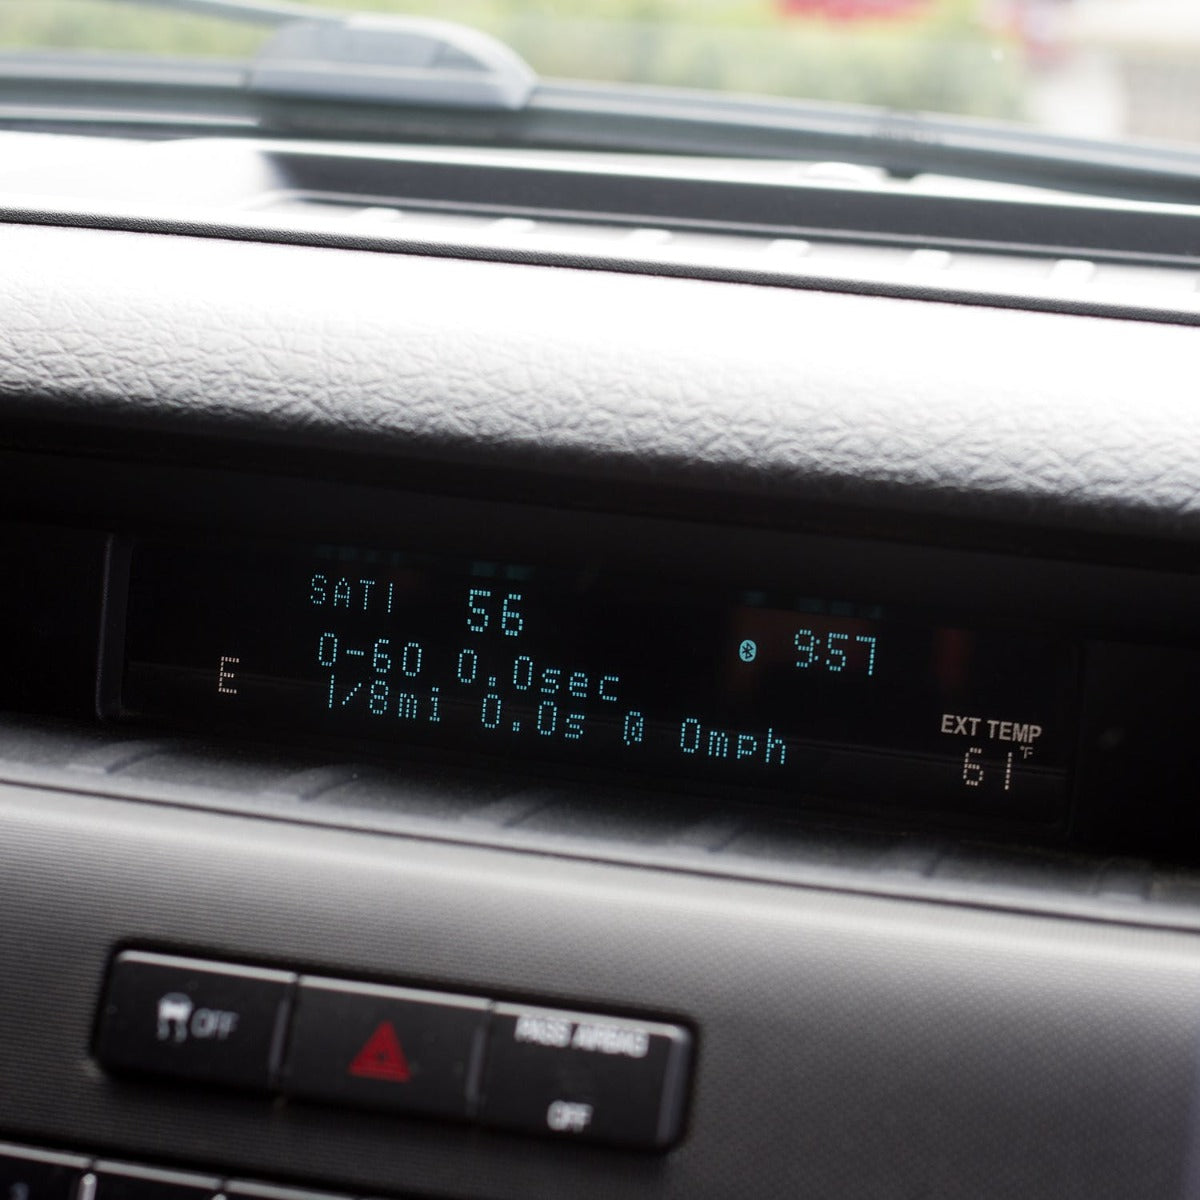 SAT1 56
9:57
0-60 0.0sec
1/8mi 0.0s @ 0mph
E
EXT TEMP
61°F
OFF
PASS AIRBAG
OFF